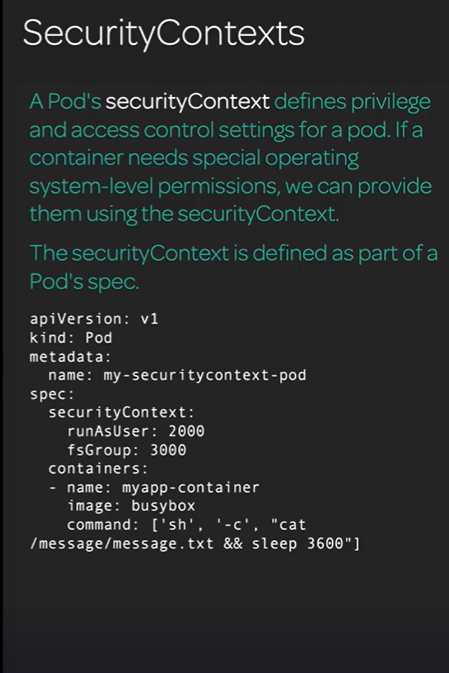 SecurityContexts
A Pod's securityContext defines privilege
and access control settings for a pod. If a
container needs special operating
system-level permissions, we can provide
them using the securityContext.
The securityContext is defined as part of a
Pod's spec.
apiVersion: v1
kind: Pod
metadata:
  name: my-securitycontext-pod
spec:
  securityContext:
    runAsUser: 2000
    fsGroup: 3000
  containers:
  - name: myapp-container
    image: busybox
    command: ['sh', '-c', "cat
/message/message.txt && sleep 3600"]